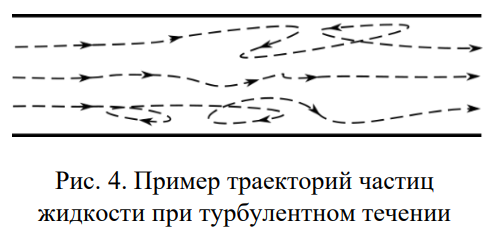 Рис. 4. Пример траекторий частиц
жидкости при турбулентном течении